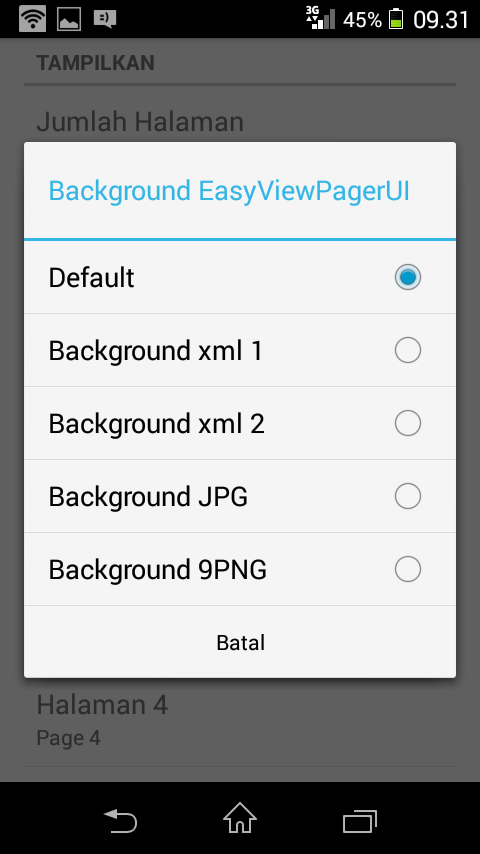 3G 45% 09.31
TAMPILKAN
Jumlah Halaman
Background EasyViewPagerUI
Default
Background xml 1
Background xml 2
Background JPG
Background 9PNG
Batal
Halaman 4
Page 4